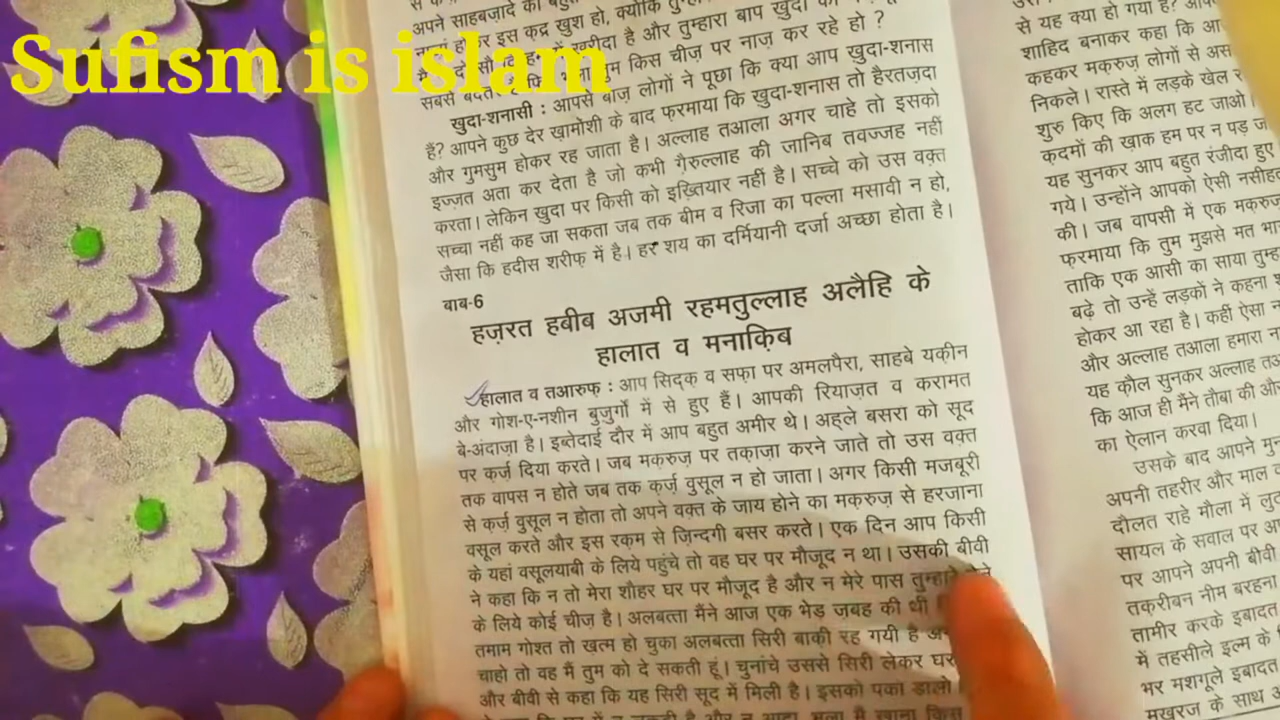 Sufism is islam
अपने साहबज़ादे को बहुत
कर इस क़द्र खुश हो, क्योंकि तुम्हारा बाप खुदा
खरीदा है और तुम्हारा बाप
सबसे बदतर तुम किस चीज़ पर नाज़ कर रहे हो ?
खुदा-शनासी : आपसे बाज़ लोगों ने पूछा कि क्या आप खुदा-शनास
हैं? आपने कुछ देर ख़ामोशी के बाद फ़रमाया कि खुदा-शनास तो हैरतज़दा
और गुमसुम होकर रह जाता है। अल्लाह तआला अगर चाहे तो इसको
इज्जत अता कर देता है जो कभी ग़ैरुल्लाह की जानिब तवज्जह नहीं
करता। लेकिन खुदा पर किसी को इख़्तियार नहीं है। सच्चे को उस वक़्त
सच्चा नहीं कह जा सकता जब तक बीम व रिजा का पल्ला मसावी न हो,
जैसा कि हदीस शरीफ़ में है। हर शय का दर्मियानी दर्जा अच्छा होता है।
बाब-6
हज़रत हबीब अजमी रहमतुल्लाह अलैहि के
हालात व मनाक़िब
हालात व तआरुफ़ : आप सिद्क़ व सफ़ा पर अमलपैरा, साहबे यक़ीन
और गोश-ए-नशीन बुजुर्गों में से हुए हैं। आपकी रियाज़त व करामत
बे-अंदाज़ा है। इब्तेदाई दौर में आप बहुत अमीर थे। अह्ले बसरा को सूद
पर क़र्ज़ दिया करते। जब मक़रुज़ पर तक़ाज़ा करने जाते तो उस वक़्त
तक वापस न होते जब तक क़र्ज़ वुसूल न हो जाता। अगर किसी मजबूरी
से क़र्ज़ वुसूल न होता तो अपने वक़्त के जाय होने का मक़रुज़ से हरजाना
वसूल करते और इस रक़म से ज़िन्दगी बसर करते। एक दिन आप किसी
के यहां वसूलयाबी के लिये पहुंचे तो वह घर पर मौजूद न था। उसकी बीवी
ने कहा कि न तो मेरा शौहर घर पर मौजूद है और न मेरे पास तुम्हारे
के लिये कोई चीज़ है। अलबत्ता मैंने आज एक भेड़ जबह की थी
तमाम गोश्त तो खत्म हो चुका अलबत्ता सिरी बाक़ी रह गयी है
चाहो तो वह मैं तुम को दे सकती हूं। चुनांचे उससे सिरी लेकर घर
और बीवी से कहा कि यह सिरी सूद में मिली है। इसको पका डालो।
से यह क्या हो गया है?
शाहिद बनाकर कहा कि
कहकर मक़रुज़ लोगों से
निकले। रास्ते में लड़के खेल
शुरु किए कि अलग हट जाओ।
क़दमों की खाक हम पर न पड़
यह सुनकर आप बहुत रंजीदा हुए
गये। उन्होंने आपको ऐसी नसीहत
की। जब वापसी में एक मक़रुज़
फ़रमाया कि तुम मुझसे मत
ताकि एक आसी का साया
बढ़े तो उन्हें लड़कों ने कहना
होकर आ रहा है। कहीं ऐसा
और अल्लाह तआला हमारा
यह क़ौल सुनकर अल्लाह
कि आज ही मैंने तौबा की
का ऐलान करवा दिया।
उसके बाद आपने
अपनी तहरीर और माल
दौलत राहे मौला में
सायल के सवाल पर
पर आपने अपनी बीवी
तक़रीबन नीम बरहना
तामीर करके इबादत
में तहसीले इल्म के
भर मशगूले इबादत
मख़रज के साथ